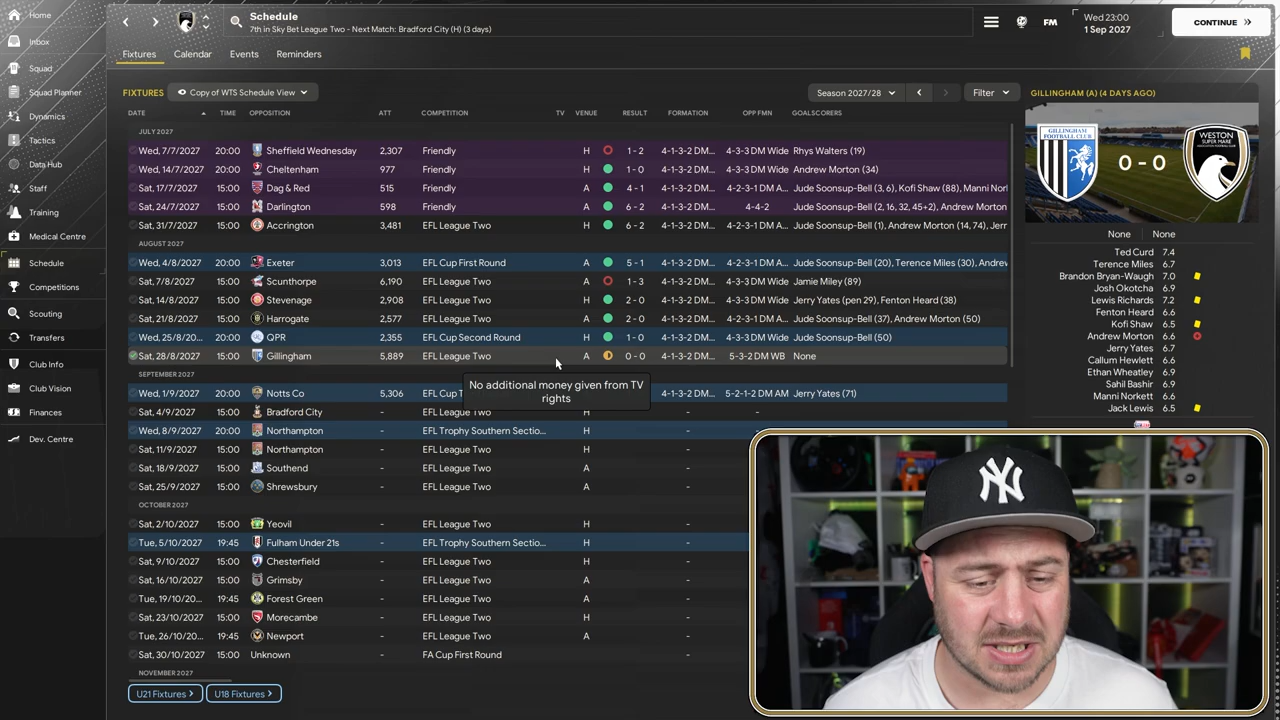 Home
Inbox
Squad
Squad Planner
Dynamics
Tactics
Data Hub
Staff
Training
Medical Centre
Schedule
Competitions
Scouting
Transfers
Club Info
Club Vision
Finances
Dev. Centre
Schedule
7th in Sky Bet League Two - Next Match: Bradford City (H) (3 days)
FM
Wed 23:00
1 Sep 2027
CONTINUE
Fixtures Calendar Events Reminders
FIXTURES Copy of WTS Schedule View Season 2027/28 Filter
DATE TIME OPPOSITION ATT COMPETITION TV VENUE RESULT FORMATION OPP FMN GOALSCORERS
JULY 2027
Wed, 7/7/2027 20:00 Sheffield Wednesday Friendly H 4-1-3-2 DM... 4-3-3 DM Wide Rhys Walters (19)
Wed, 14/7/2027 20:00 Cheltenham 977 Friendly H 1 - 0 4-1-3-2 DM... 4-3-3 DM Wide Andrew Morton (34)
Sat, 17/7/2027 15:00 Dag & Red 515 Friendly H 4 - 1 4-1-3-2 DM... 4-2-3-1 DM A... Jude Soonsup-Bell (3, 6), Kofi Shaw (88), Manni Nor
Sat, 24/7/2027 15:00 Darlington 598 Friendly H 6 - 2 4-1-3-2 DM... 4-4-2 Jude Soonsup-Bell (2, 16, 32, 45+2), Andrew Morton
Sat, 31/7/2027 15:00 Accrington 3,481 EFL League Two A 6 - 2 4-1-3-2 DM... 4-2-3-1 DM A... Jude Soonsup-Bell (1), Andrew Morton (14, 74), Jerr
AUGUST 2027
Wed, 4/8/2027 20:00 Exeter 3,013 EFL Cup First Round A 5 - 1 4-1-3-2 DM... 4-2-3-1 DM A... Jude Soonsup-Bell (20), Terence Miles (30), Andrew
Sat, 7/8/2027 15:00 Scunthorpe 6,190 EFL League Two A 1 - 3 4-1-3-2 DM... 4-3-3 DM Wide Jamie Miley (89)
Sat, 14/8/2027 15:00 Stevenage 2,908 EFL League Two H 2 - 0 4-1-3-2 DM... 4-3-3 DM Wide Jerry Yates (pen 29), Fenton Heard (38)
Sat, 21/8/2027 15:00 Harrogate 2,577 EFL League Two A 2 - 0 4-1-3-2 DM... 4-2-3-1 DM A... Jude Soonsup-Bell (37), Andrew Morton (50)
Wed, 25/8/20... 20:00 QPR 2,355 EFL Cup Second Round H 1 - 0 4-1-3-2 DM... 4-3-3 DM Wide Jude Soonsup-Bell (50)
Sat, 28/8/2027 15:00 Gillingham 5,889 EFL League Two A 0 - 0 4-1-3-2 DM... 5-3-2 DM WB None
SEPTEMBER 2027
Wed, 1/9/2027 20:00 Notts Co 5,306 EFL Cup T 4-1-3-2 DM... 5-2-1-2 DM AM Jerry Yates (71)
No additional money given from TV
rights
Sat, 4/9/2027 15:00 Bradford City - EFL League Two H - -
Wed, 8/9/2027 20:00 Northampton - EFL Trophy Southern Sectio... H -
Sat, 11/9/2027 15:00 Northampton - EFL League Two H -
Sat, 18/9/2027 15:00 Southend - EFL League Two A -
Sat, 25/9/2027 15:00 Shrewsbury - EFL League Two A -
OCTOBER 2027
Sat, 2/10/2027 15:00 Yeovil - EFL League Two H -
Tue, 5/10/2027 19:45 Fulham Under 21s - EFL Trophy Southern Sectio... H -
Sat, 9/10/2027 15:00 Chesterfield - EFL League Two H -
Sat, 16/10/2027 15:00 Grimsby - EFL League Two A -
Tue, 19/10/20... 19:45 Forest Green - EFL League Two A -
Sat, 23/10/2027 15:00 Morecambe - EFL League Two H -
Tue, 26/10/20... 19:45 Newport - EFL League Two A -
Sat, 30/10/2027 15:00 Unknown - FA Cup First Round
NOVEMBER 2027
U21 Fixtures U18 Fixtures
GILLINGHAM (A) (4 DAYS AGO)
GILLINGHAM
FOOTBALL CLUB
0 - 0
WESTON
SUPER MARE
None None
Ted Curd 7.4
Terence Miles 6.7
Brandon Bryan-Waugh 7.0
Josh Okotcha 6.9
Lewis Richards 7.2
Fenton Heard 6.6
Kofi Shaw 6.5
Andrew Morton 6.6
Jerry Yates 6.7
Callum Hewlett 6.6
Ethan Wheatley 6.9
Sahil Bashir 6.9
Manni Norkett 6.6
Jack Lewis 6.5
NY